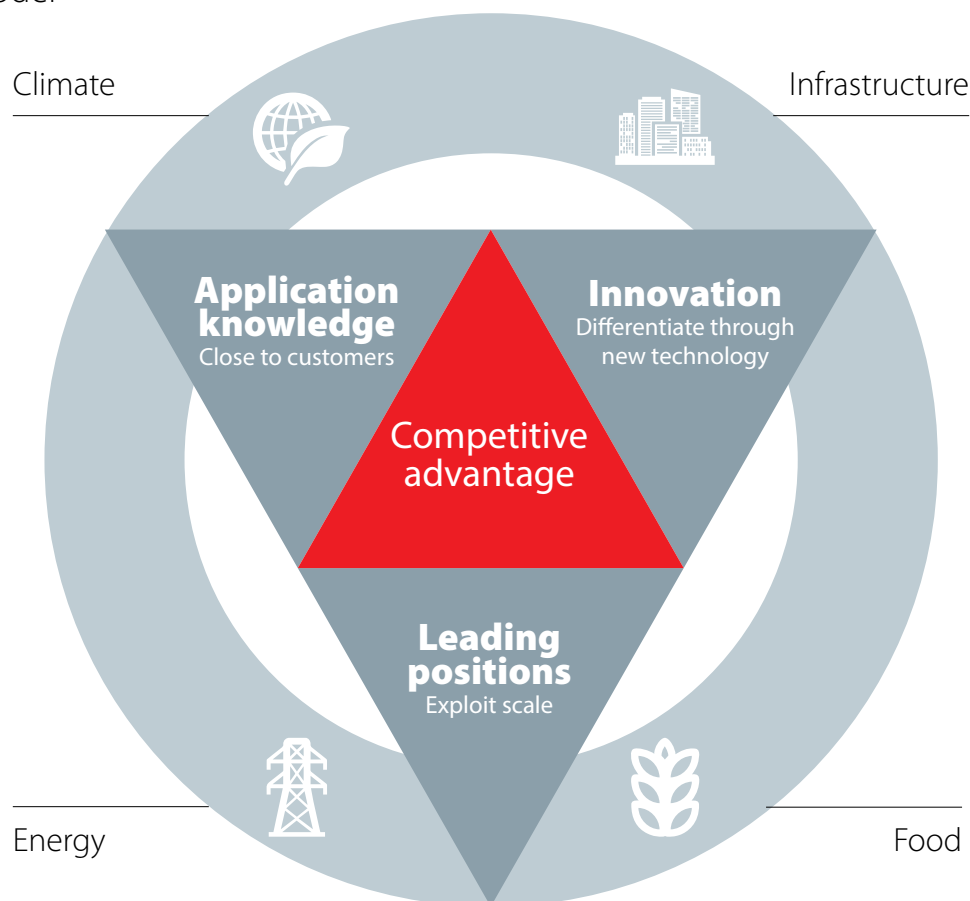 Climate
Infrastructure
Application
knowledge
Close to customers
Innovation
Differentiate through
new technology
Competitive
advantage
Leading
positions
Exploit scale
Energy
Food